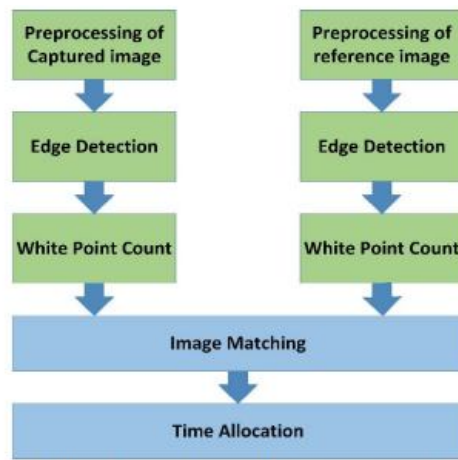 Preprocessing of
Captured image
Preprocessing of
reference image
Edge Detection
Edge Detection
White Point Count
White Point Count
Image Matching
Time Allocation